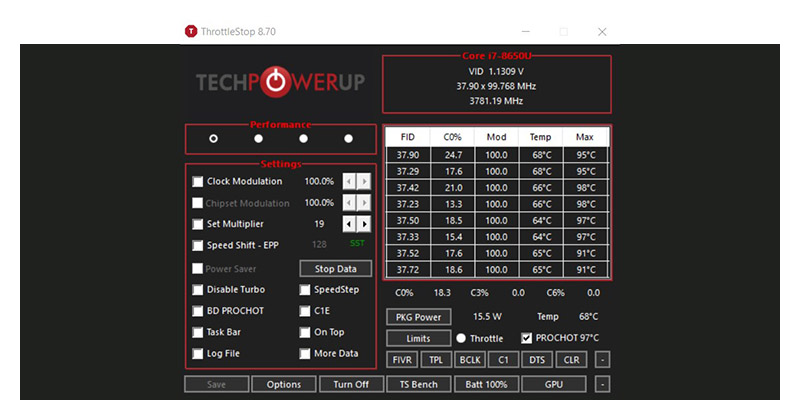 ThrottleStop 8.70
TECHPOWERUP
Core i7-8650U
VID 1.1309 V
37.90 x 99.768 MHz
3781.19 MHz
Performance
Settings
Clock Modulation 100.0%
Chipset Modulation 100.0%
Set Multiplier 19
Speed Shift - EPP 128 SST
Power Saver Stop Data
Disable Turbo SpeedStep
BD PROCHOT C1E
Task Bar On Top
Log File More Data
FID C0% Mod Temp Max
37.90 24.7 100.0 68°C 95°C
37.29 17.6 100.0 68°C 95°C
37.42 21.0 100.0 66°C 98°C
37.23 13.3 100.0 66°C 98°C
37.50 18.5 100.0 64°C 97°C
37.33 15.4 100.0 64°C 97°C
37.52 17.6 100.0 65°C 91°C
37.72 18.6 100.0 65°C 91°C
C0% 18.3 C3% 0.0 C6% 0.0
PKG Power 15.5 W Temp 68°C
Limits Throttle PROCHOT 97°C
FIVR TPL BCLK C1 DTS CLR -
Save Options Turn Off TS Bench Batt 100% GPU -